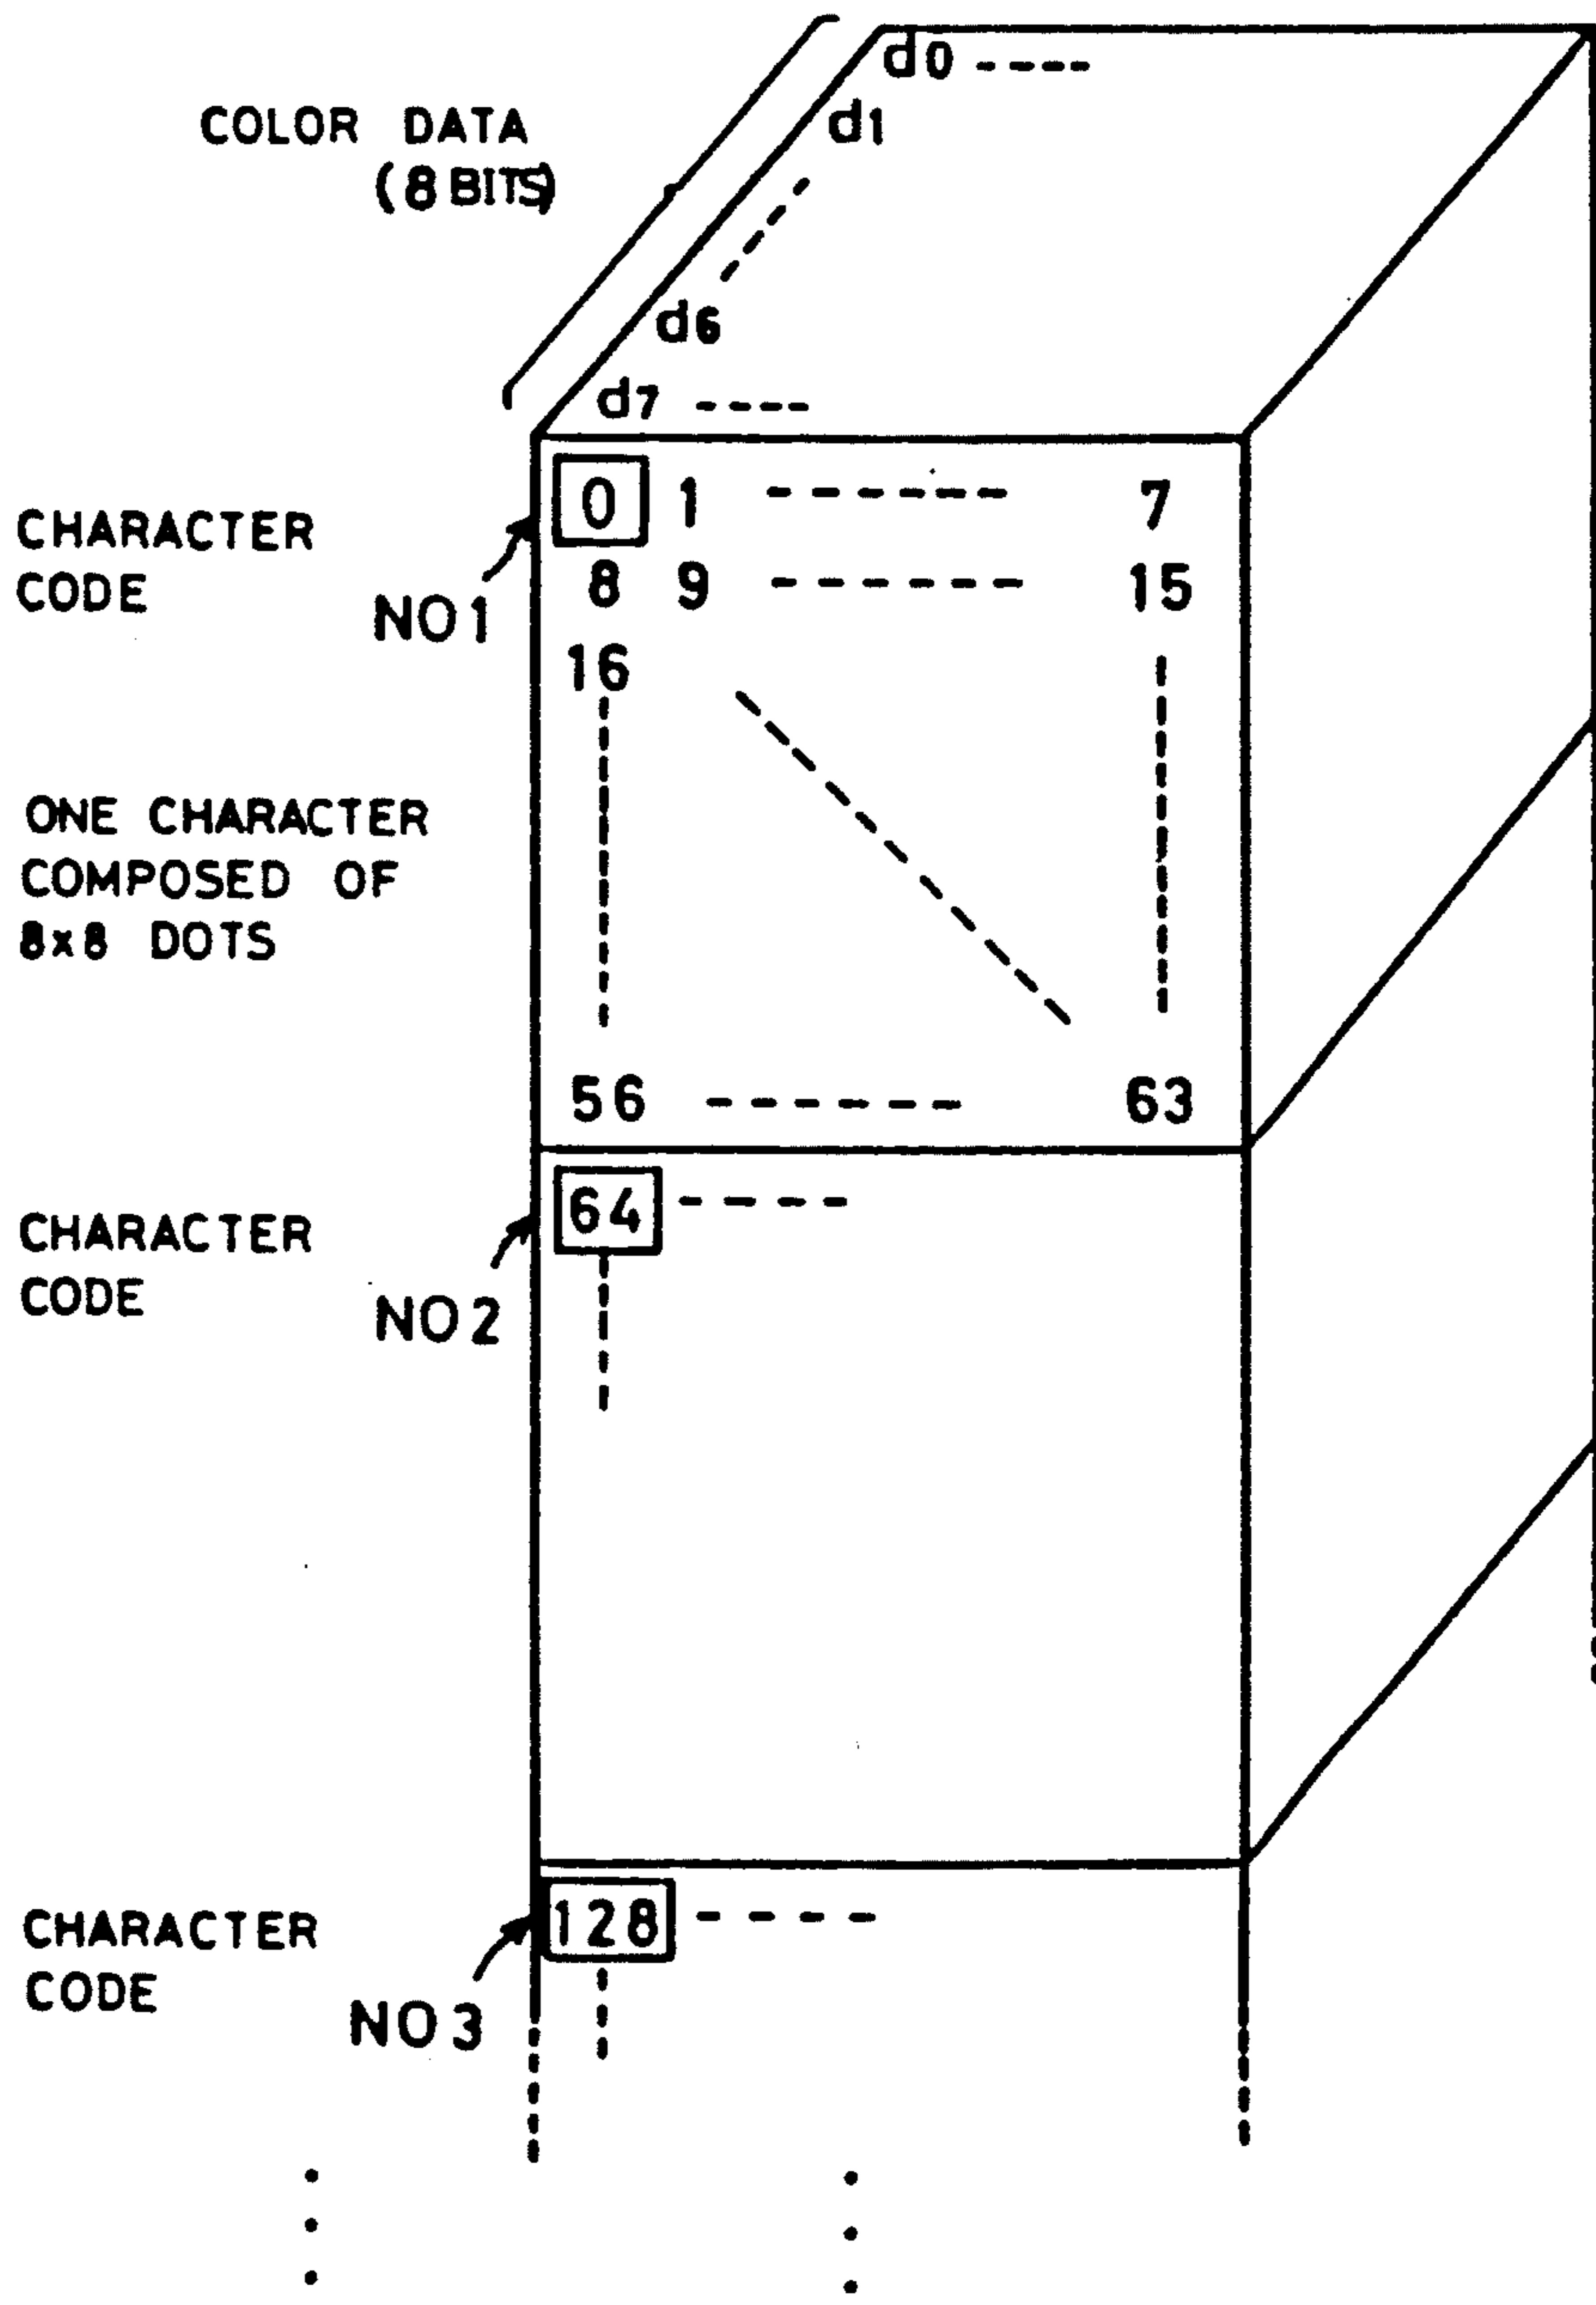 d0 ----
COLOR DATA
d1
(8 BITS)
d6
d7 ----
0 1 ------ 7
CHARACTER
CODE
NO1
8 9 ------ 15
16
ONE CHARACTER
COMPOSED OF
8x8 DOTS
56 ------ 63
64 ----
CHARACTER
CODE
NO2
128 ----
CHARACTER
CODE
NO3